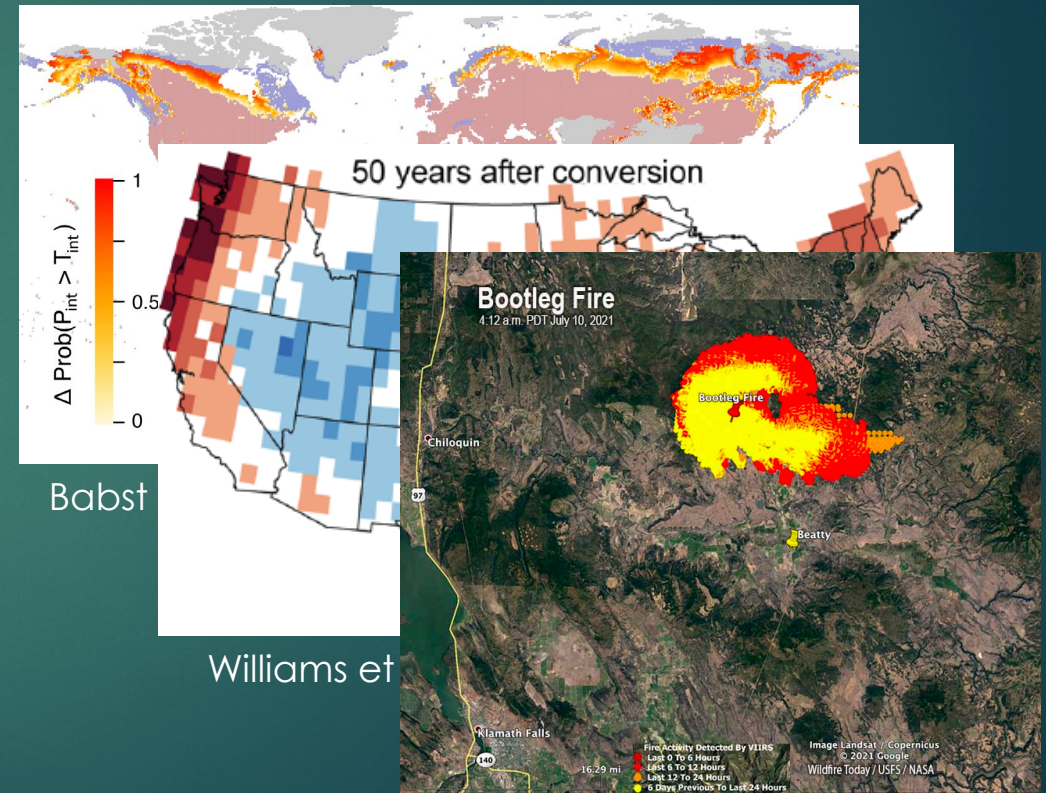 Δ Prob(P_int > T_int)
1
0.5
0
Babst
50 years after conversion
Williams et
Bootleg Fire
4:12 a.m. PDT July 10, 2021
Bootleg Fire
Chiloquin
97
Beatty
Klamath Falls
140
16.29 mi
Fire Activity Detected By VIIRS
Last 0 To 6 Hours
Last 6 To 12 Hours
Last 12 To 24 Hours
6 Days Previous To Last 24 Hours
Image Landsat / Copernicus
© 2021 Google
Wildfire Today / USFS / NASA